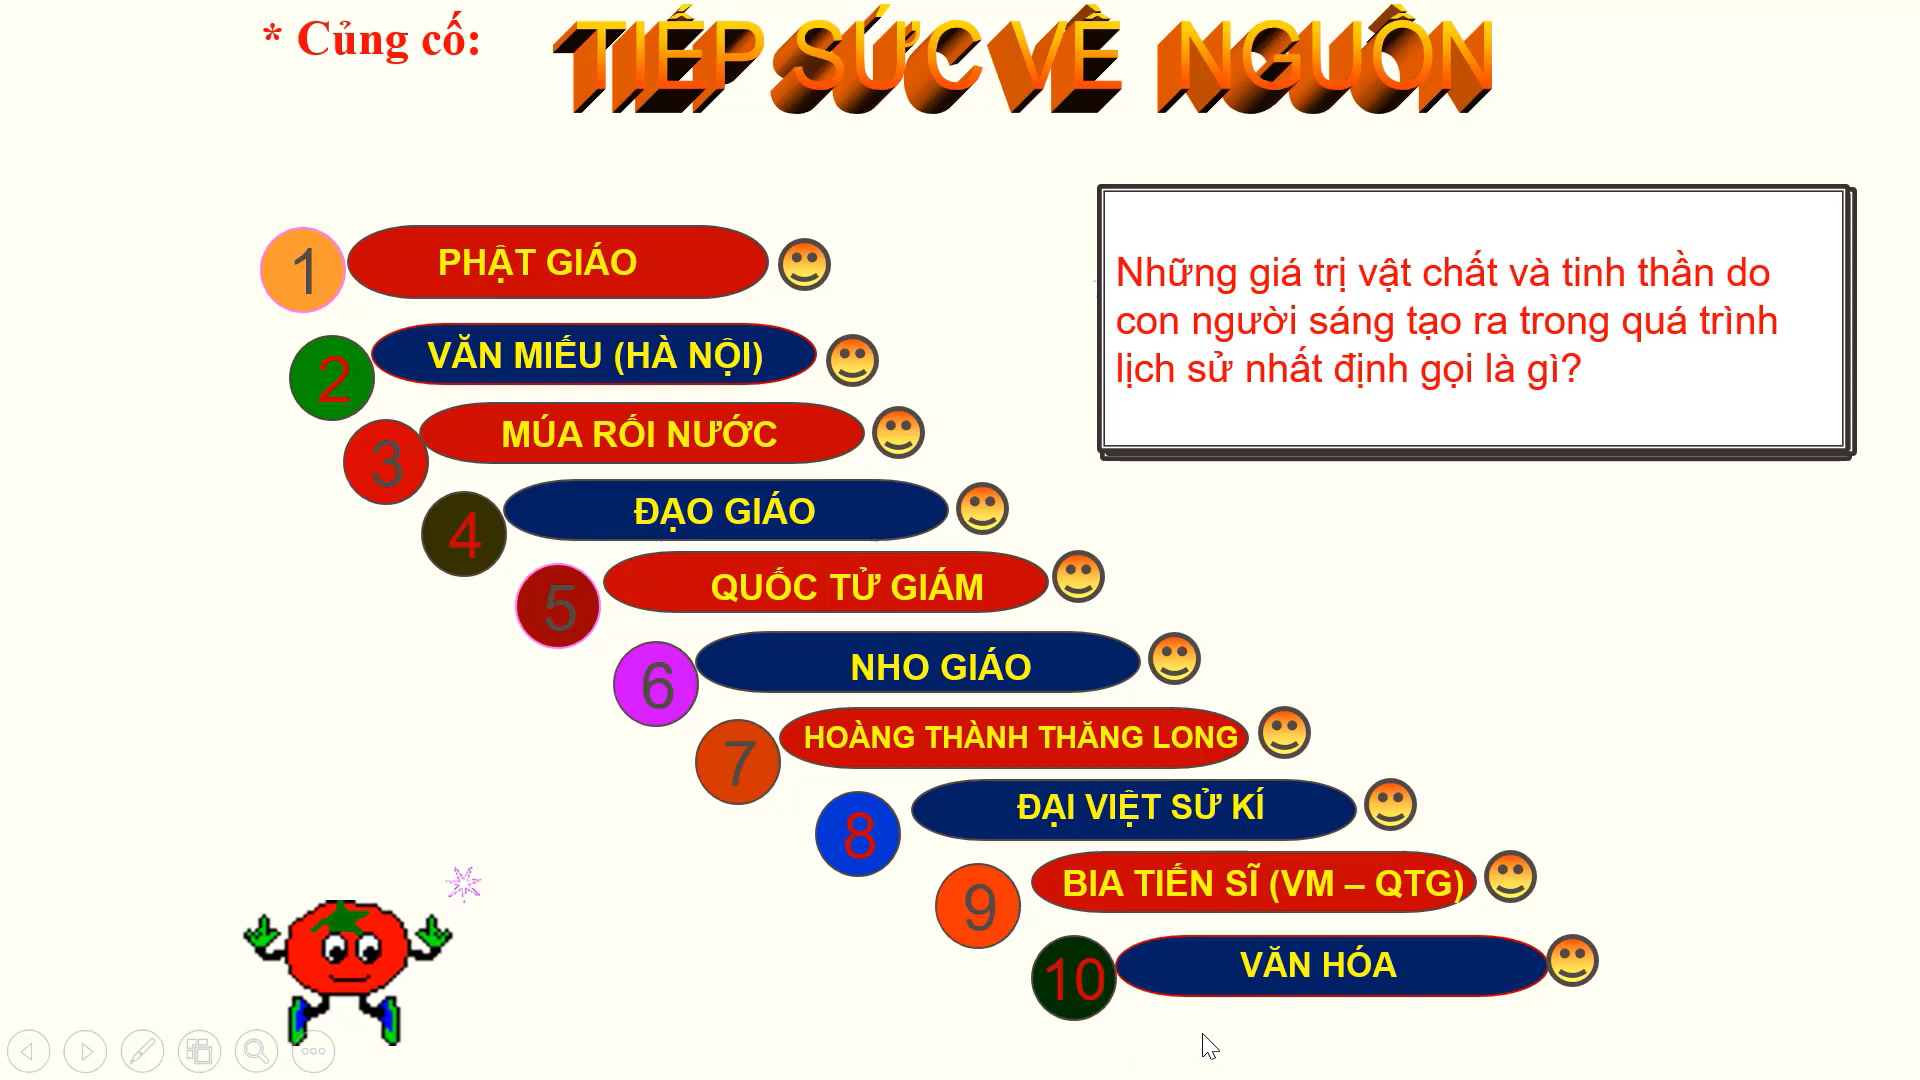 * Củng cố:
TIẾP SỨC VỀ NGUỒN
1
PHẬT GIÁO
2
VĂN MIẾU (HÀ NỘI)
3
MÚA RỐI NƯỚC
4
ĐẠO GIÁO
5
QUỐC TỬ GIÁM
6
NHO GIÁO
7
HOÀNG THÀNH THĂNG LONG
8
ĐẠI VIỆT SỬ KÍ
9
BIA TIẾN SĨ (VM – QTG)
10
VĂN HÓA
Những giá trị vật chất và tinh thần do
con người sáng tạo ra trong quá trình
lịch sử nhất định gọi là gì?